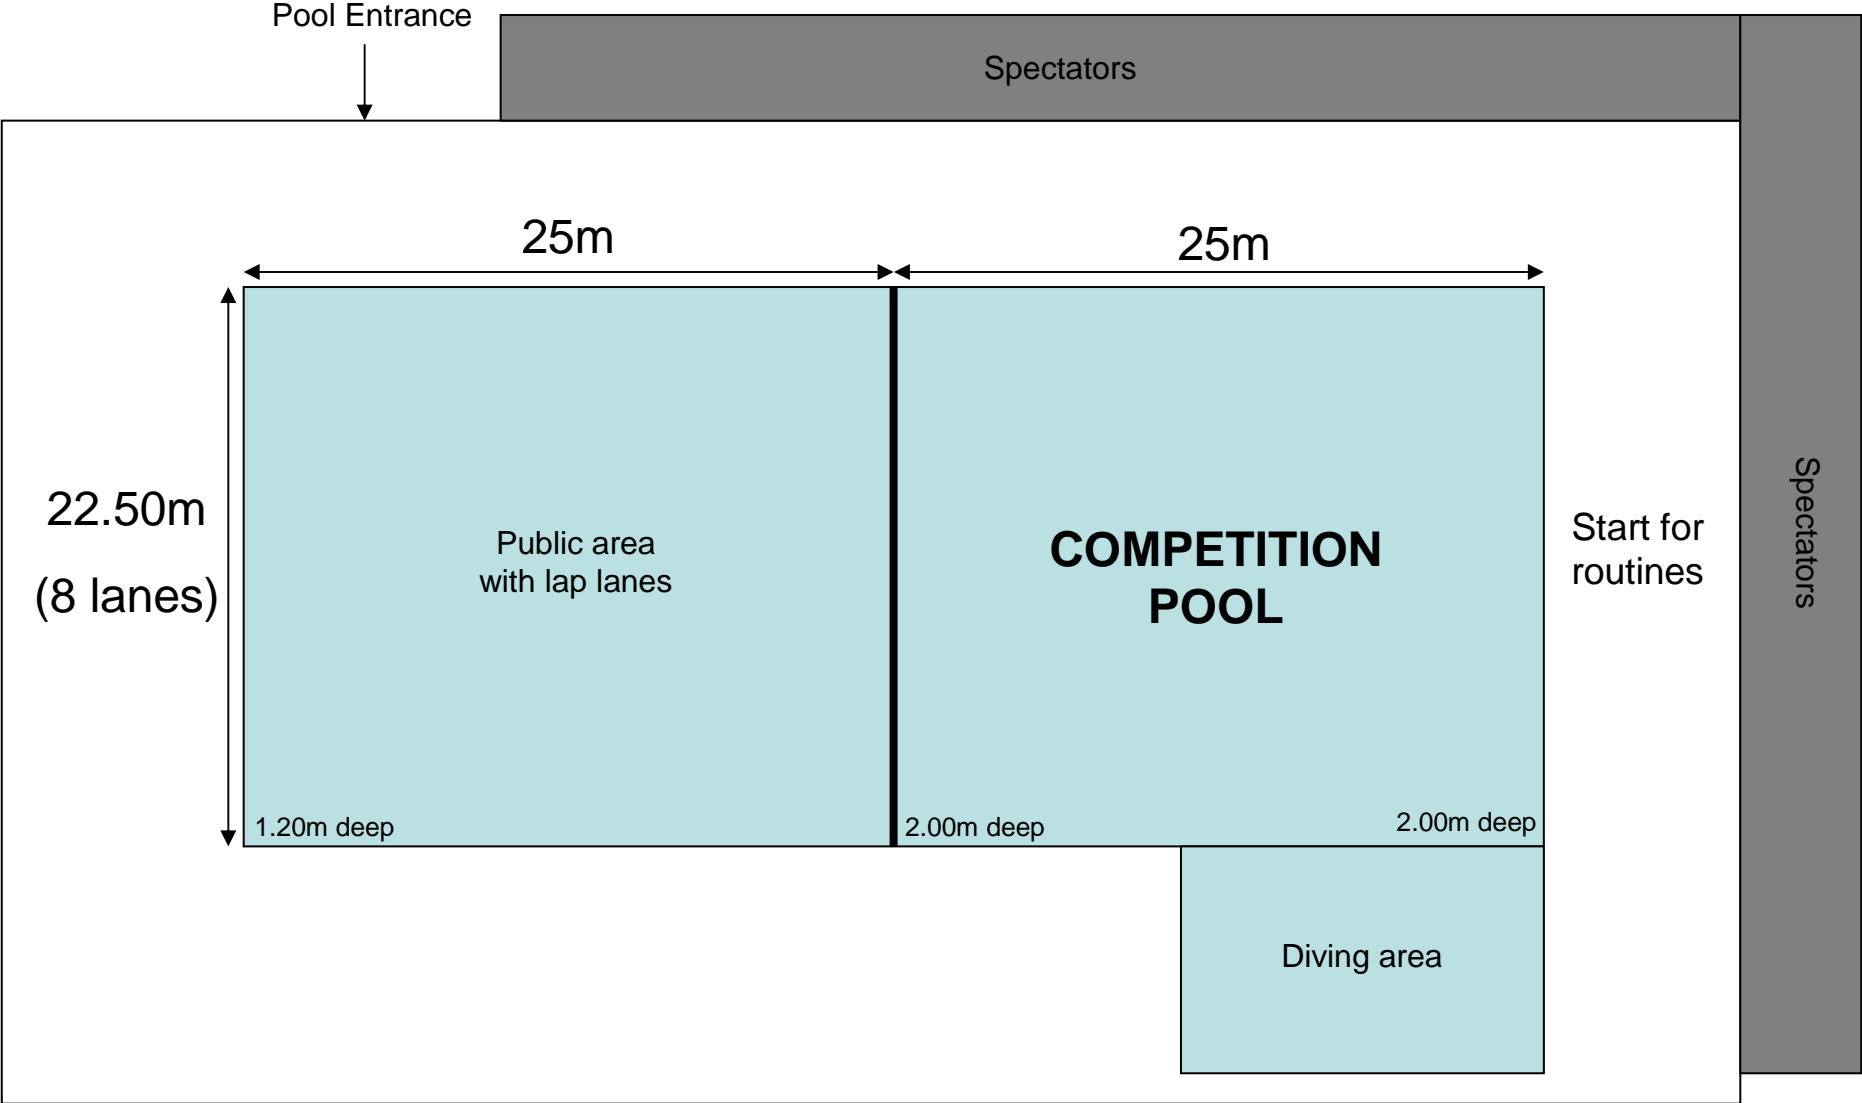 Pool Entrance
Spectators
25m
25m
22.50m
(8 lanes)
Public area
with lap lanes
COMPETITION
POOL
Start for
routines
Spectators
1.20m deep
2.00m deep
2.00m deep
Diving area